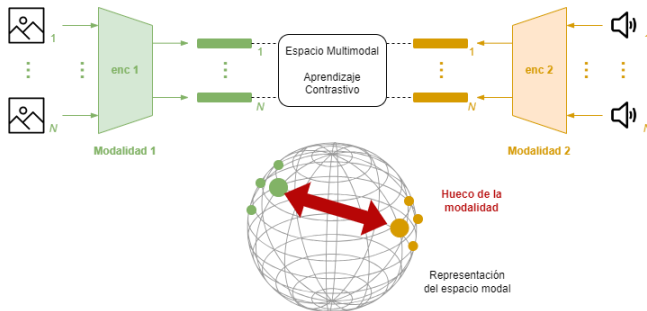 1
1
1
1
enc 1
Espacio Multimodal
Aprendizaje
Contrastivo
enc 2
N
N
N
N
Modalidad 1
Modalidad 2
Hueco de la
modalidad
Representación
del espacio modal